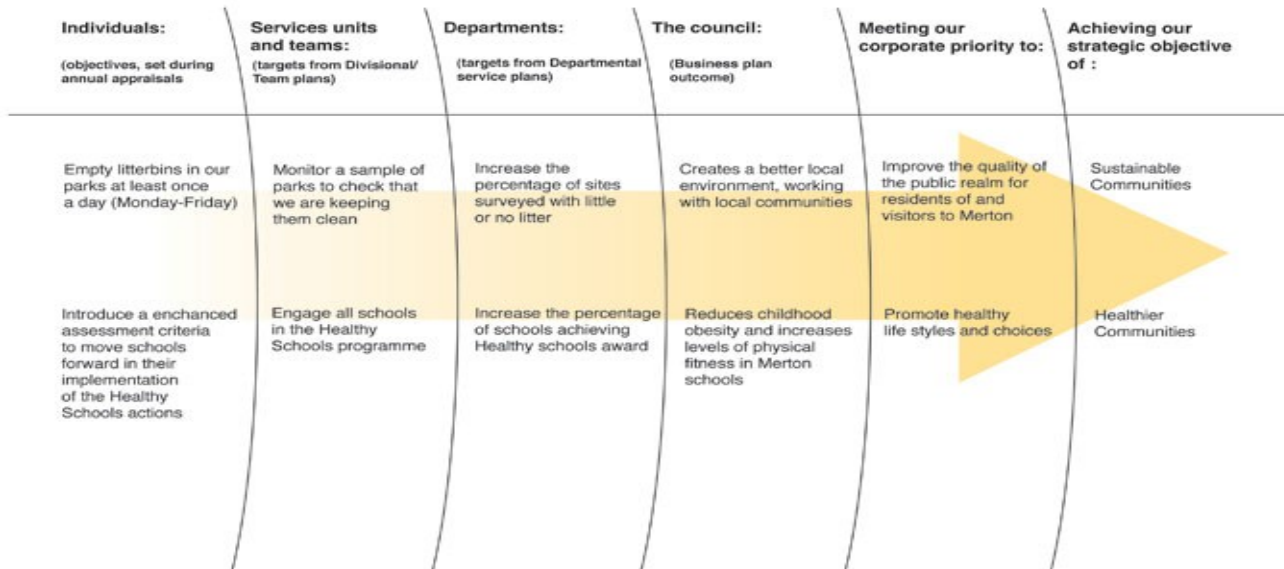 Individuals:
(objectives, set during
annual appraisals
Services units
and teams:
(targets from Divisional/
Team plans)
Departments:
(targets from Departmental
service plans)
The council:
(Business plan
outcome)
Meeting our
corporate priority to:
Achieving our
strategic objective
of :
Empty litterbins in our
parks at least once
a day (Monday-Friday)
Monitor a sample of
parks to check that
we are keeping
them clean
Increase the
percentage of sites
surveyed with little
or no litter
Creates a better local
environment, working
with local communities
Improve the quality of
the public realm for
residents of and
visitors to Merton
Sustainable
Communities
Introduce a enchanced
assessment criteria
to move schools
forward in their
implementation
of the Healthy
Schools actions
Engage all schools
in the Healthy
Schools programme
Increase the percentage
of schools achieving
Healthy schools award
Reduces childhood
obesity and increases
levels of physical
fitness in Merton
schools
Promote healthy
life styles and choices
Healthier
Communities